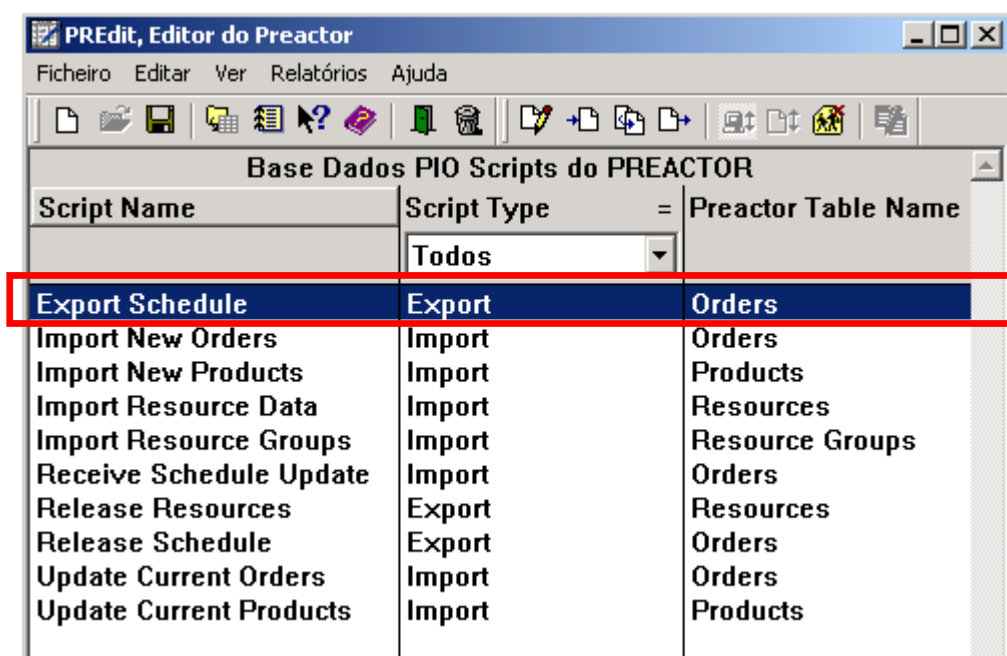 PREdit, Editor do Preactor
Ficheiro Editar Ver Relatórios Ajuda
Base Dados PIO Scripts do PREACTOR
Script Name Script Type = Preactor Table Name
Todos
Export Schedule Export Orders
Import New Orders Import Orders
Import New Products Import Products
Import Resource Data Import Resources
Import Resource Groups Import Resource Groups
Receive Schedule Update Import Orders
Release Resources Export Resources
Release Schedule Export Orders
Update Current Orders Import Orders
Update Current Products Import Products